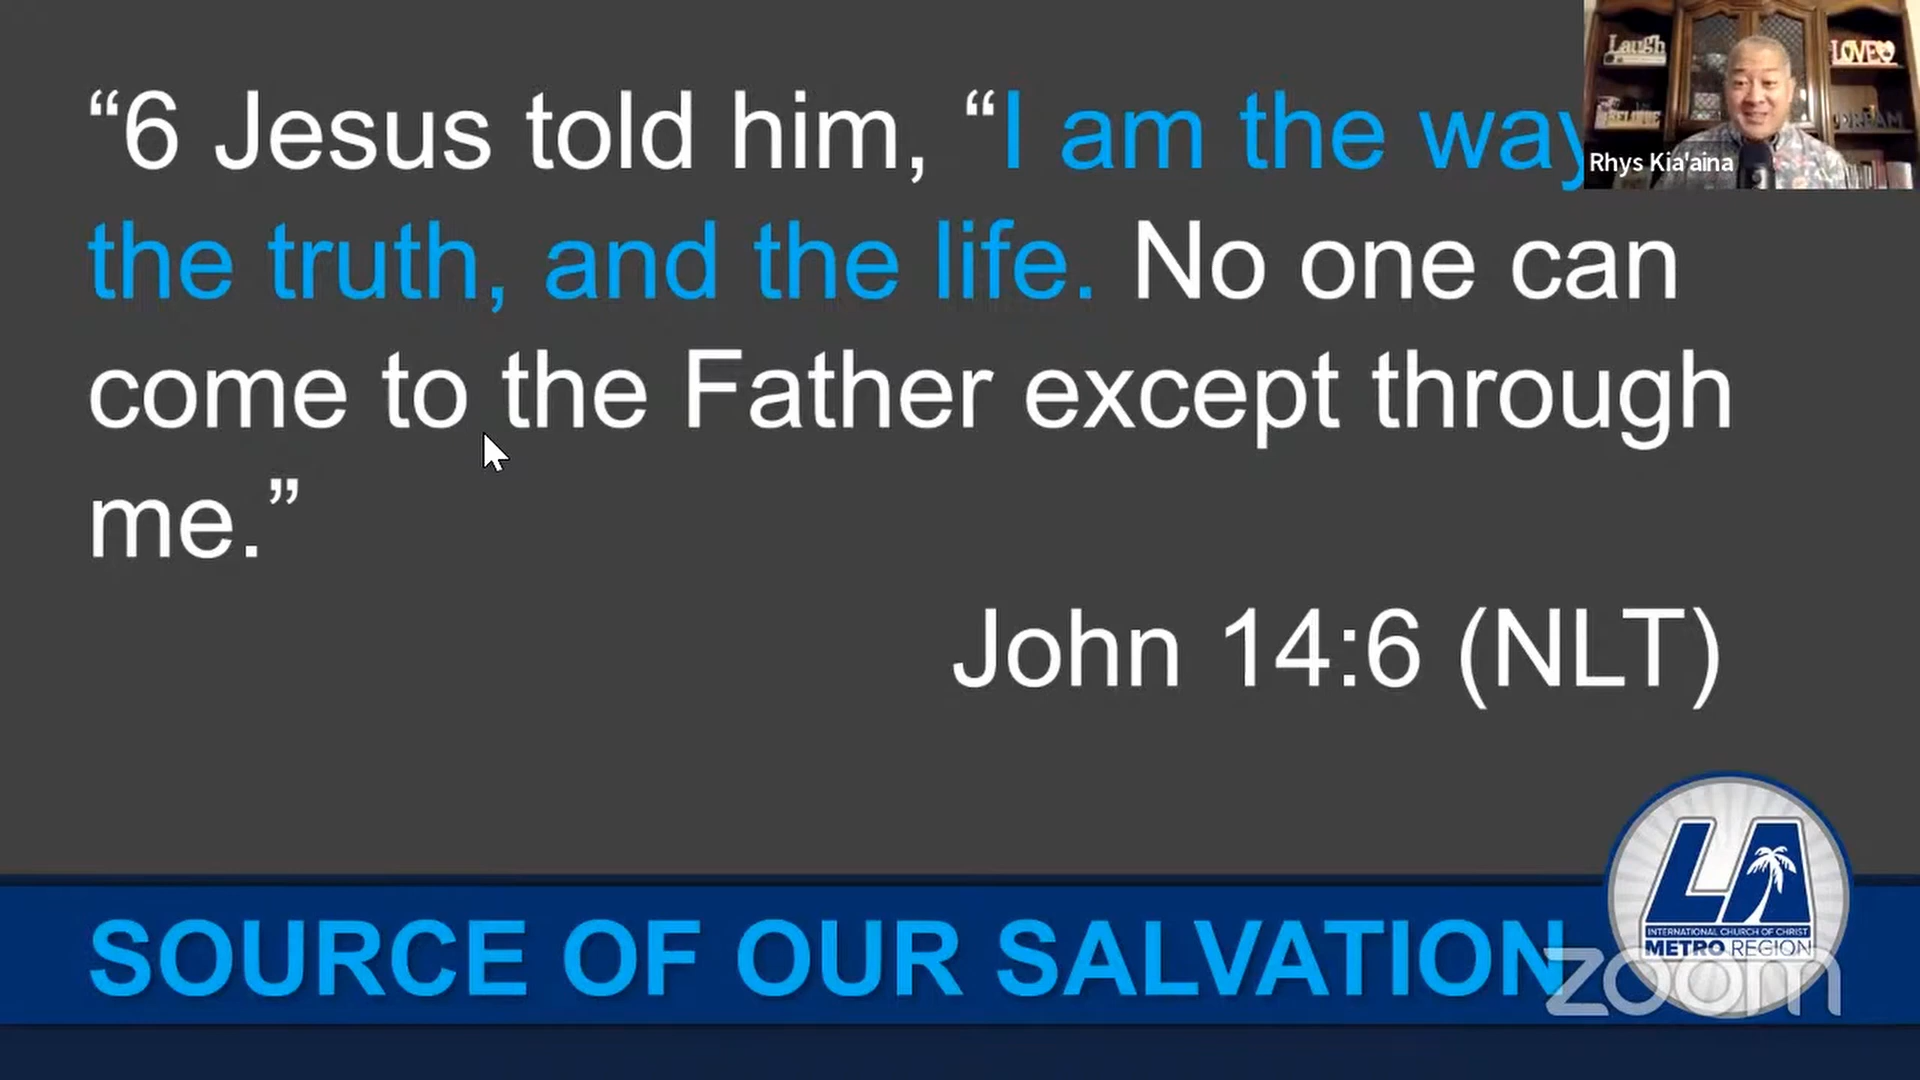 “6 Jesus told him, “I am the way
the truth, and the life. No one can
come to the Father except through
me.”
John 14:6 (NLT)
SOURCE OF OUR SALVATION
Laugh
LOVE
BELIEVE
DREAM
Rhys Kia'aina
LA
INTERNATIONAL CHURCH OF CHRIST
METRO REGION
zoom